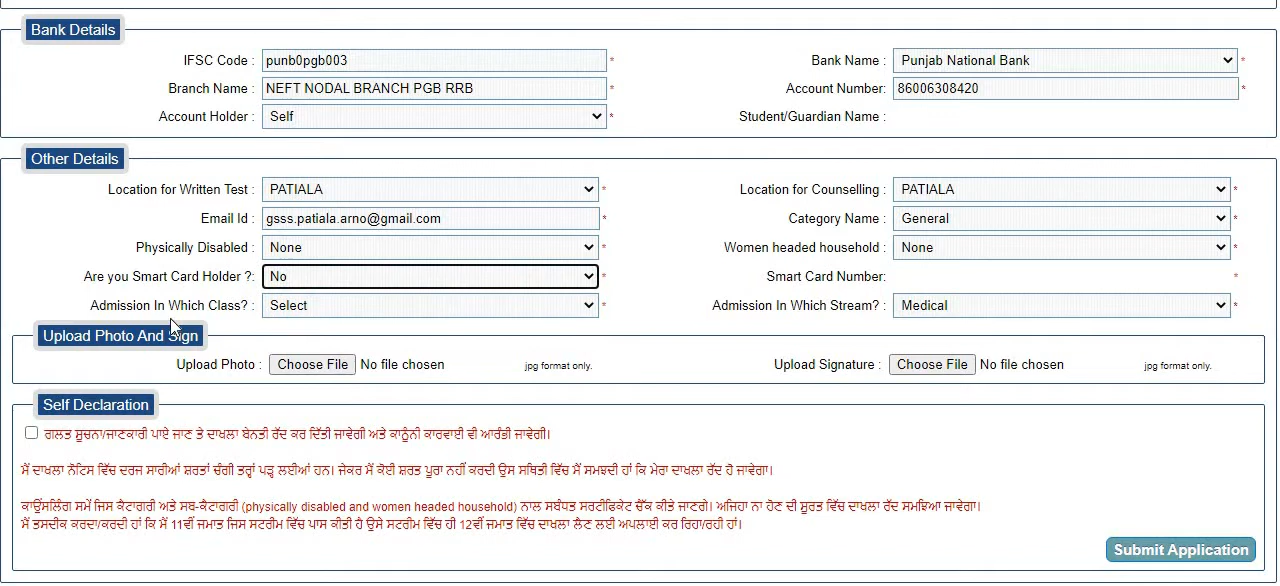 Bank Details
IFSC Code : punb0pgb003 * Bank Name : Punjab National Bank *
Branch Name : NEFT NODAL BRANCH PGB RRB * Account Number: 86006308420 *
Account Holder : Self * Student/Guardian Name :
Other Details
Location for Written Test : PATIALA * Location for Counselling : PATIALA *
Email Id : gsss.patiala.arno@gmail.com * Category Name : General *
Physically Disabled : None * Women headed household : None *
Are you Smart Card Holder ?: No * Smart Card Number: *
Admission In Which Class? : Select * Admission In Which Stream? : Medical *
Upload Photo And Sign
Upload Photo : Choose File No file chosen jpg format only. Upload Signature : Choose File No file chosen jpg format only.
Self Declaration
ਗਲਤ ਸੂਚਨਾ/ਜਾਣਕਾਰੀ ਪਾਏ ਜਾਣ ਤੇ ਦਾਖਲਾ ਬੇਨਤੀ ਰੱਦ ਕਰ ਦਿੱਤੀ ਜਾਵੇਗੀ ਅਤੇ ਕਾਨੂੰਨੀ ਕਾਰਵਾਈ ਵੀ ਆਰੰਭੀ ਜਾਵੇਗੀ।
ਮੈਂ ਦਾਖਲਾ ਨੋਟਿਸ ਵਿੱਚ ਦਰਜ ਸਾਰੀਆਂ ਸ਼ਰਤਾਂ ਚੰਗੀ ਤਰ੍ਹਾਂ ਪੜ੍ਹ ਲਈਆਂ ਹਨ। ਜੇਕਰ ਮੈਂ ਕੋਈ ਸ਼ਰਤ ਪੂਰਾ ਨਹੀਂ ਕਰਦੀ ਉਸ ਸਥਿਤੀ ਵਿੱਚ ਮੈਂ ਸਮਝਦੀ ਹਾਂ ਕਿ ਮੇਰਾ ਦਾਖਲਾ ਰੱਦ ਹੋ ਜਾਵੇਗਾ।
ਕਾਊਂਸਲਿੰਗ ਸਮੇਂ ਜਿਸ ਕੈਟਾਗਰੀ ਅਤੇ ਸਬ-ਕੈਟਾਗਰੀ (physically disabled and women headed household) ਨਾਲ ਸਬੰਧਤ ਸਰਟੀਫਿਕੇਟ ਚੈੱਕ ਕੀਤੇ ਜਾਣਗੇ। ਅਜਿਹਾ ਨਾ ਹੋਣ ਦੀ ਸੂਰਤ ਵਿੱਚ ਦਾਖਲਾ ਰੱਦ ਸਮਝਿਆ ਜਾਵੇਗਾ।
ਮੈਂ ਤਸਦੀਕ ਕਰਦਾ/ਕਰਦੀ ਹਾਂ ਕਿ ਮੈਂ 11ਵੀਂ ਜਮਾਤ ਜਿਸ ਸਟਰੀਮ ਵਿੱਚ ਪਾਸ ਕੀਤੀ ਹੈ ਉਸੇ ਸਟਰੀਮ ਵਿੱਚ ਹੀ 12ਵੀਂ ਜਮਾਤ ਵਿੱਚ ਦਾਖਲਾ ਲੈਣ ਲਈ ਅਪਲਾਈ ਕਰ ਰਿਹਾ/ਰਹੀ ਹਾਂ।
Submit Application